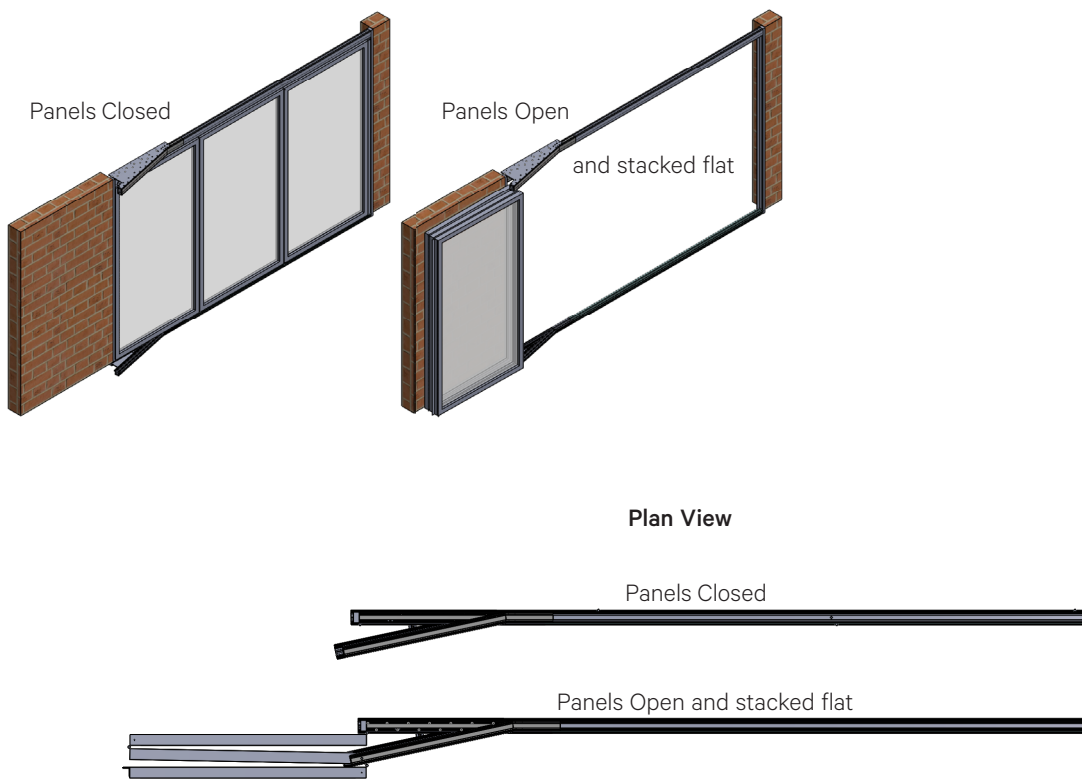 Panels Closed
Panels Open
and stacked flat
Plan View
Panels Closed
Panels Open and stacked flat